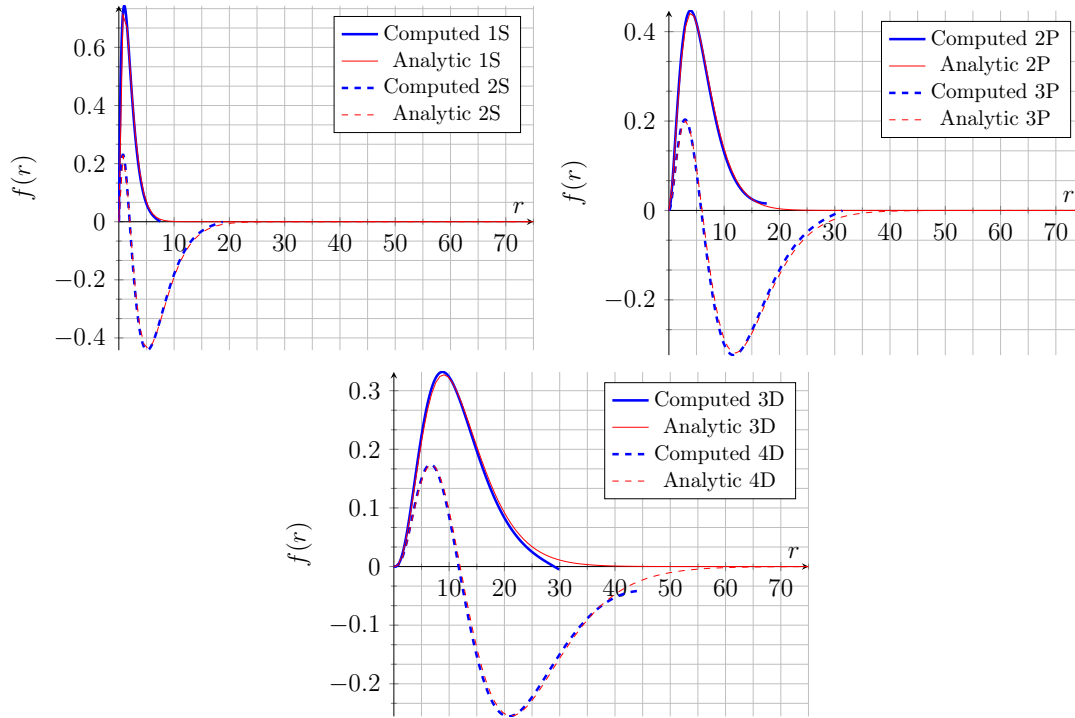 Computed 1S
Analytic 1S
Computed 2S
Analytic 2S
0.6
0.4
0.2
0
−0.2
−0.4
10 20 30 40 50 60 70
r
f(r)
Computed 2P
Analytic 2P
Computed 3P
Analytic 3P
0.4
0.2
0
−0.2
10 20 30 40 50 60 70
r
f(r)
Computed 3D
Analytic 3D
Computed 4D
Analytic 4D
0.3
0.2
0.1
0
−0.1
−0.2
10 20 30 40 50 60 70
r
f(r)